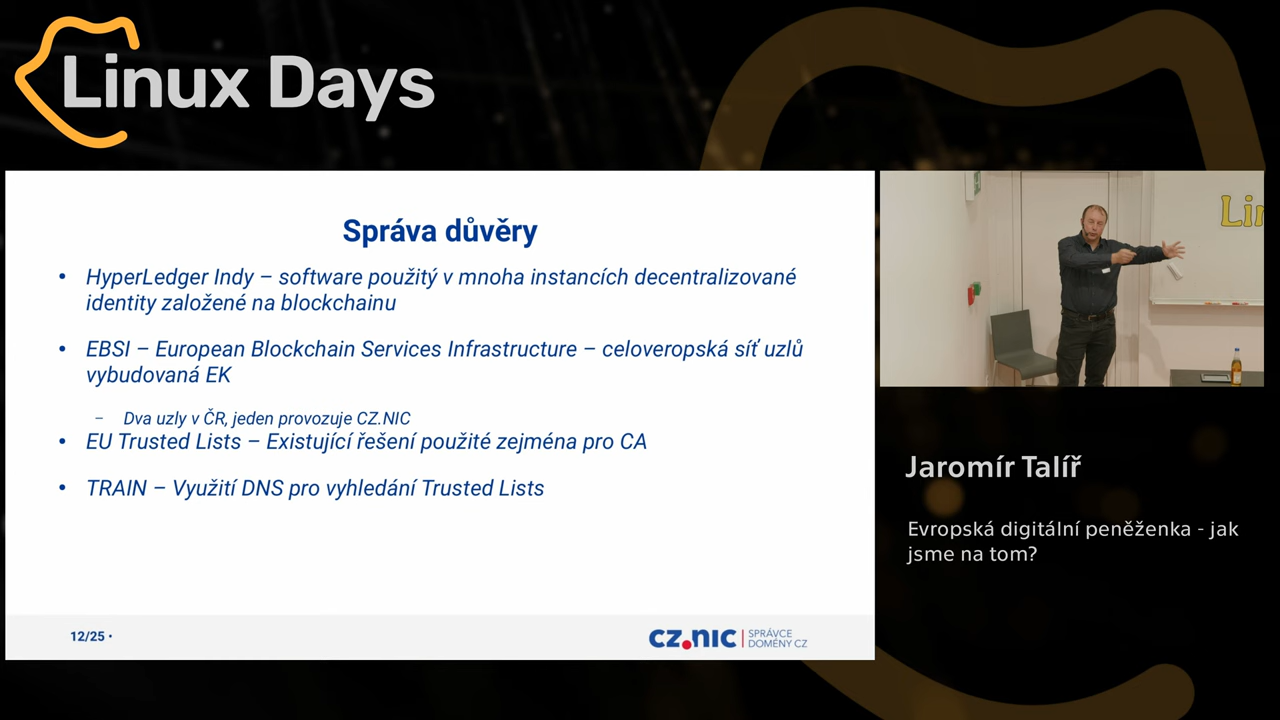 Linux Days
Správa důvěry
• HyperLedger Indy – software použitý v mnoha instancích decentralizované
identity založené na blockchainu
• EBSI – European Blockchain Services Infrastructure – celoveropská síť uzlů
vybudovaná EK
– Dva uzly v ČR, jeden provozuje CZ.NIC
• EU Trusted Lists – Existující řešení použité zejména pro CA
• TRAIN – Využití DNS pro vyhledání Trusted Lists
12/25 •
cz.nic | SPRÁVCE
DOMÉNY CZ
Lin
Jaromír Talíř
Evropská digitální peněženka - jak
jsme na tom?